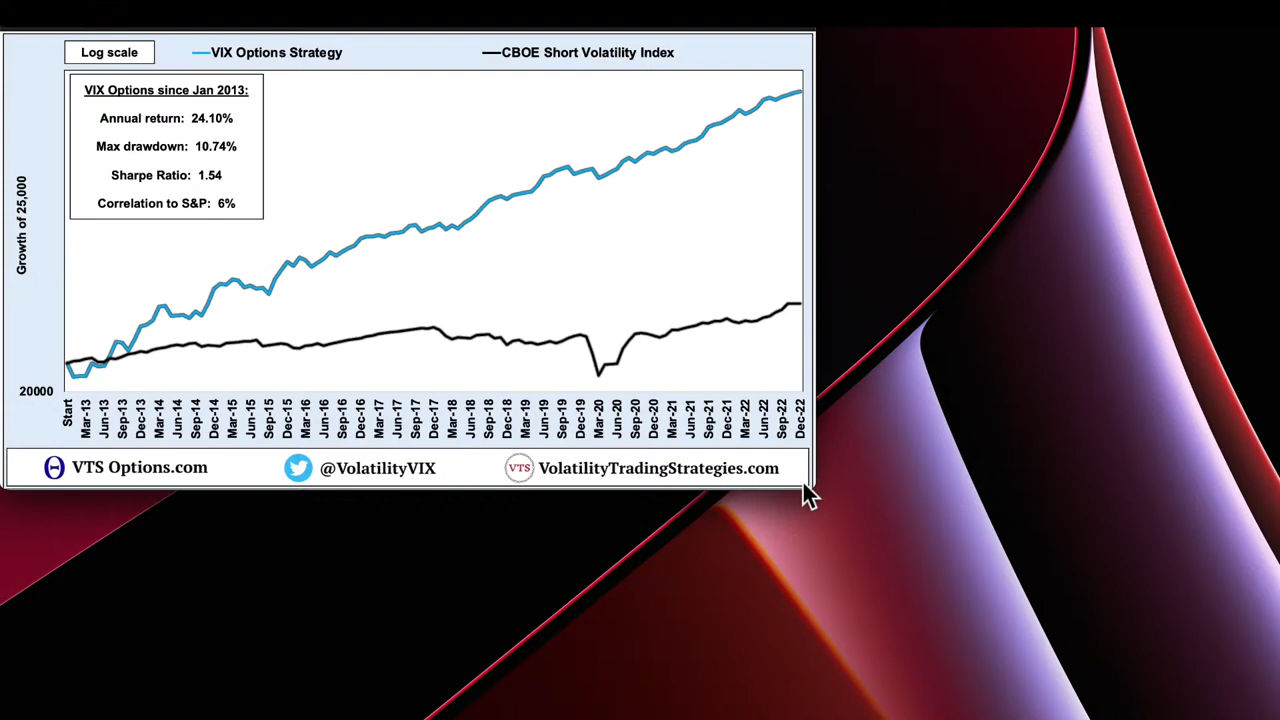 Log scale
VIX Options Strategy
CBOE Short Volatility Index
VIX Options since Jan 2013:
Annual return: 24.10%
Max drawdown: 10.74%
Sharpe Ratio: 1.54
Correlation to S&P: 6%
Growth of 25,000
20000
Start
Mar-13
Jun-13
Sep-13
Dec-13
Mar-14
Jun-14
Sep-14
Dec-14
Mar-15
Jun-15
Sep-15
Dec-15
Mar-16
Jun-16
Sep-16
Dec-16
Mar-17
Jun-17
Sep-17
Dec-17
Mar-18
Jun-18
Sep-18
Dec-18
Mar-19
Jun-19
Sep-19
Dec-19
Mar-20
Jun-20
Sep-20
Dec-20
Mar-21
Jun-21
Sep-21
Dec-21
Mar-22
Jun-22
Sep-22
Dec-22
VTS Options.com
@VolatilityVIX
VTS
VolatilityTradingStrategies.com